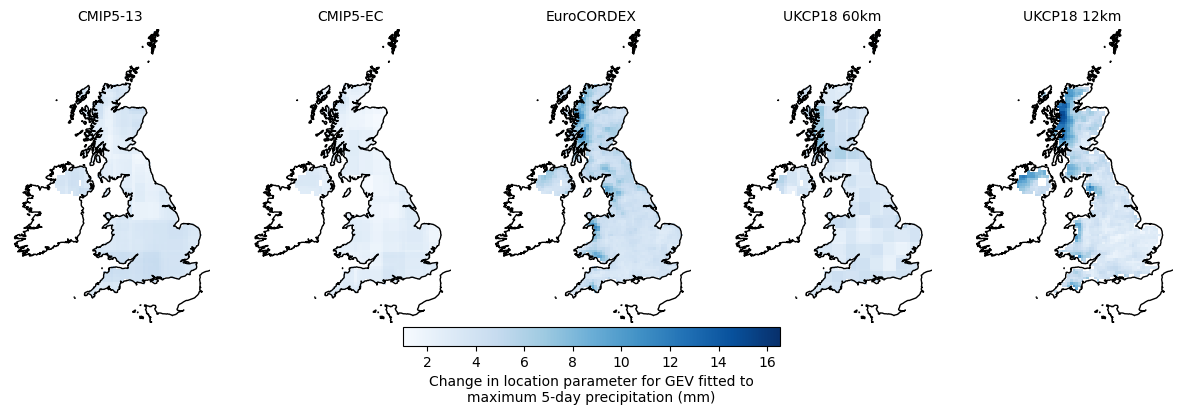 CMIP5-13 CMIP5-EC EuroCORDEX UKCP18 60km UKCP18 12km
2 4 6 8 10 12 14 16
Change in location parameter for GEV fitted to
maximum 5-day precipitation (mm)